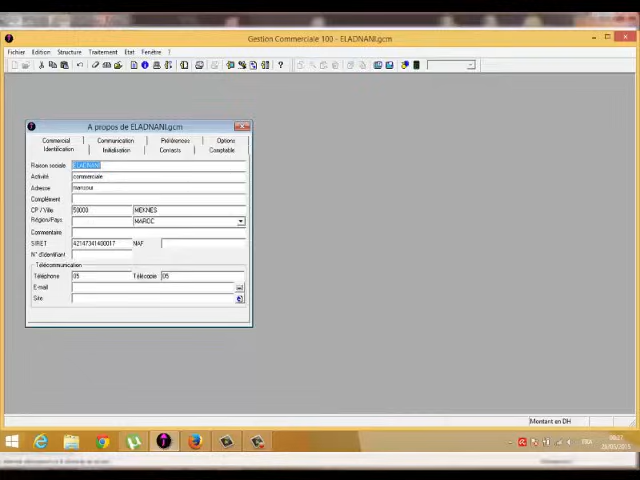 Gestion Commerciale 100 - ELADNANI.gcm
Fichier Edition Structure Traitement Etat Fenêtre ?
A propos de ELADNANI.gcm
Commercial Communication Préférences Options
Identification Initialisation Contacts Comptable
Raison sociale ELADNANI
Activité commerciale
Adresse mansour
Complément
CP / Ville 50000 MEKNES
Région/Pays MAROC
Commentaire
SIRET 42147341400017 NAF
N° d'identifiant
Télécommunication
Téléphone 05 Télécopie 05
E-mail
Site
Montant en DH
FRA